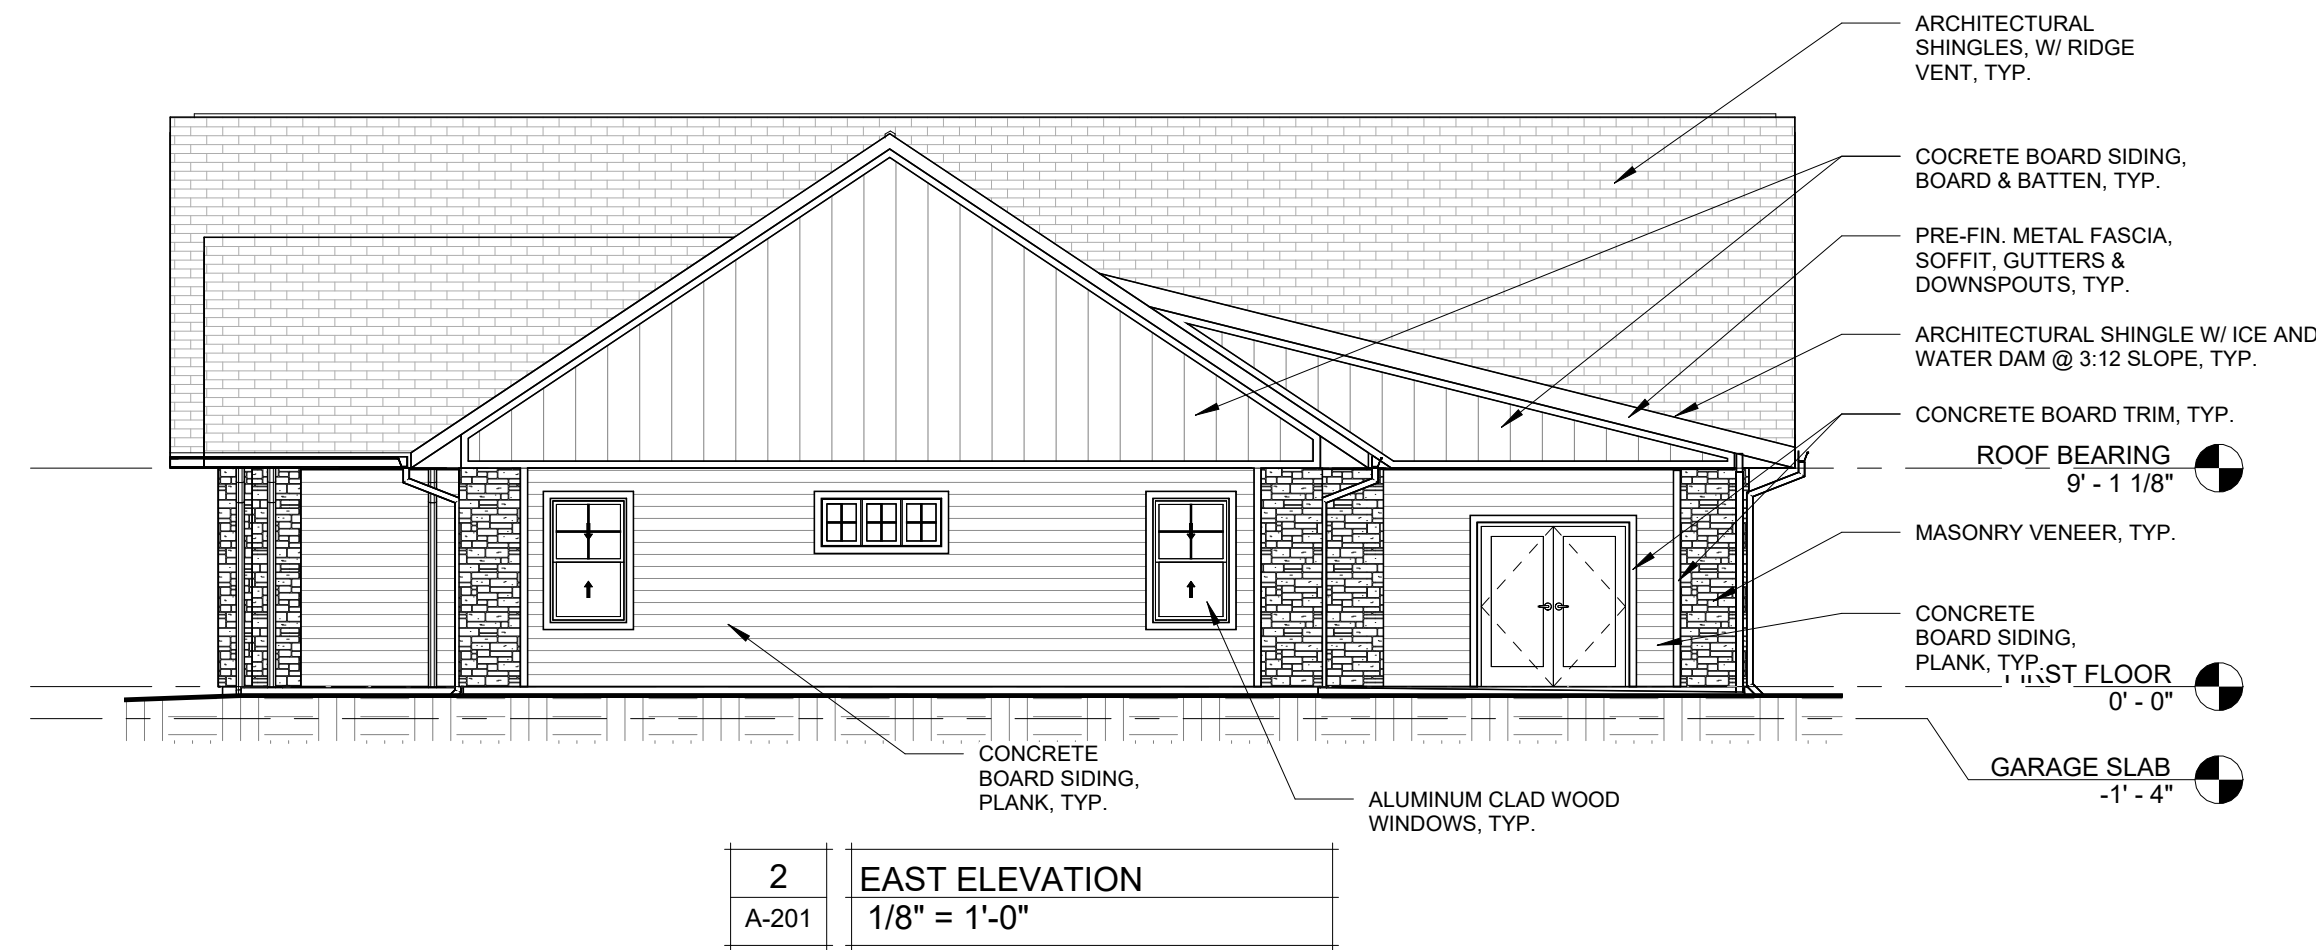 ARCHITECTURAL
SHINGLES, W/ RIDGE
VENT, TYP.
COCRETE BOARD SIDING,
BOARD & BATTEN, TYP.
PRE-FIN. METAL FASCIA,
SOFFIT, GUTTERS &
DOWNSPOUTS, TYP.
ARCHITECTURAL SHINGLE W/ ICE AND
WATER DAM @ 3:12 SLOPE, TYP.
CONCRETE BOARD TRIM, TYP.
ROOF BEARING
9' - 1 1/8"
MASONRY VENEER, TYP.
CONCRETE
BOARD SIDING,
PLANK, TYP.
FLOOR
0' - 0"
GARAGE SLAB
-1' - 4"
CONCRETE
BOARD SIDING,
PLANK, TYP.
ALUMINUM CLAD WOOD
WINDOWS, TYP.
2
EAST ELEVATION
A-201
1/8" = 1'-0"